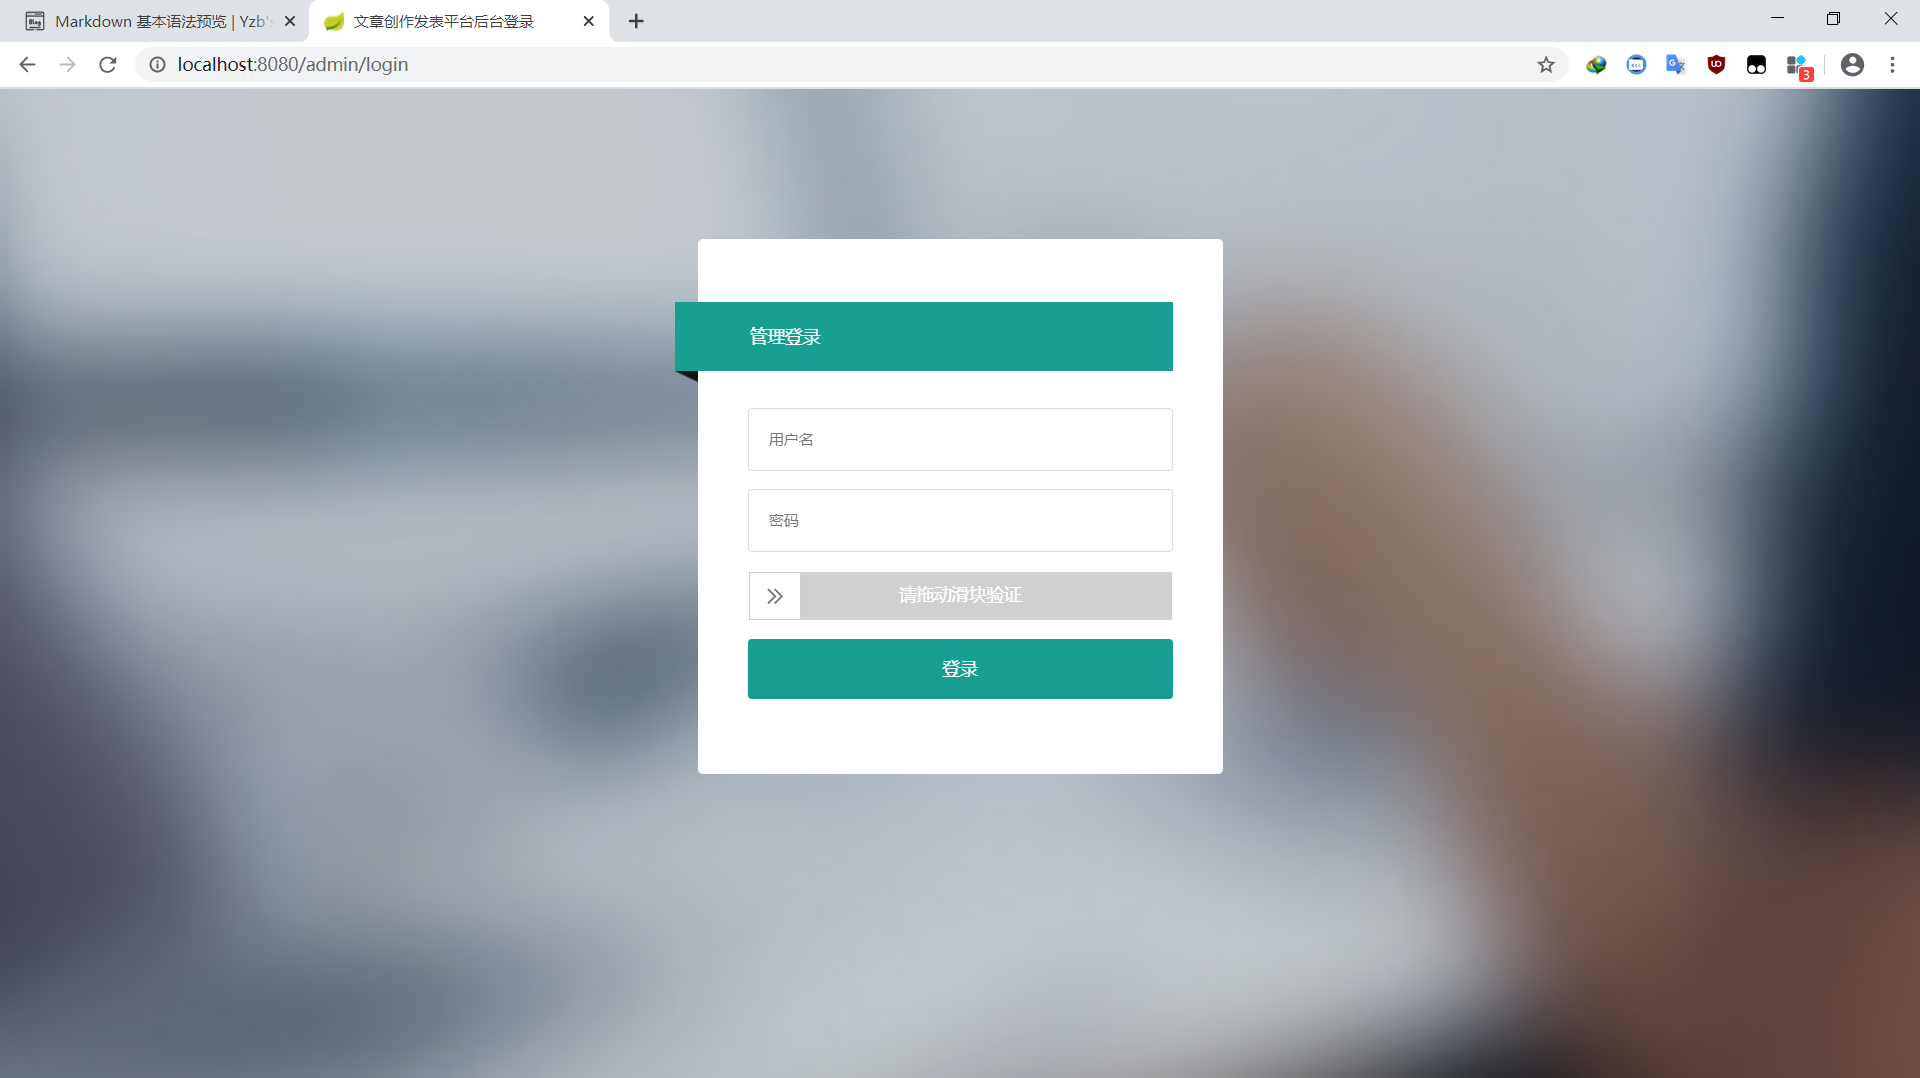 Markdown 基本语法预览 | Yzb's
文章创作发表平台后台登录
localhost:8080/admin/login
3
管理登录
用户名
密码
请拖动滑块验证
登录